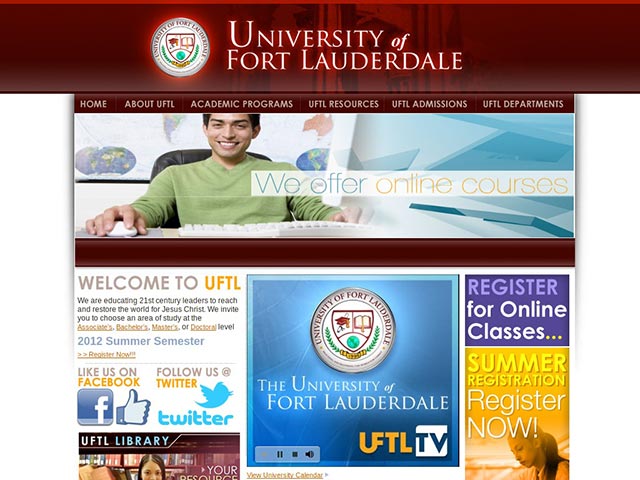 UNIVERSITY of
FORT LAUDERDALE
HOME
ABOUT UFTL
ACADEMIC PROGRAMS
UFTL RESOURCES
UFTL ADMISSIONS
UFTL DEPARTMENTS
We offer online courses
WELCOME TO UFTL
We are educating 21st century leaders to reach
and restore the world for Jesus Christ. We invite
you to choose an area of study at the
Associate's, Bachelor's, Master's, or Doctoral level
2012 Summer Semester
> > Register Now!!!
LIKE US ON
FACEBOOK
FOLLOW US @
TWITTER
f
twitter
UFTL LIBRARY
> YOUR
RESOURCE
UNIVERSITY OF FORT LAUDERDALE
THE UNIVERSITY of
FORT LAUDERDALE
UFTL TV
View University Calendar >
REGISTER
for Online
Classes...
SUMMER
REGISTRATION
Register
NOW!